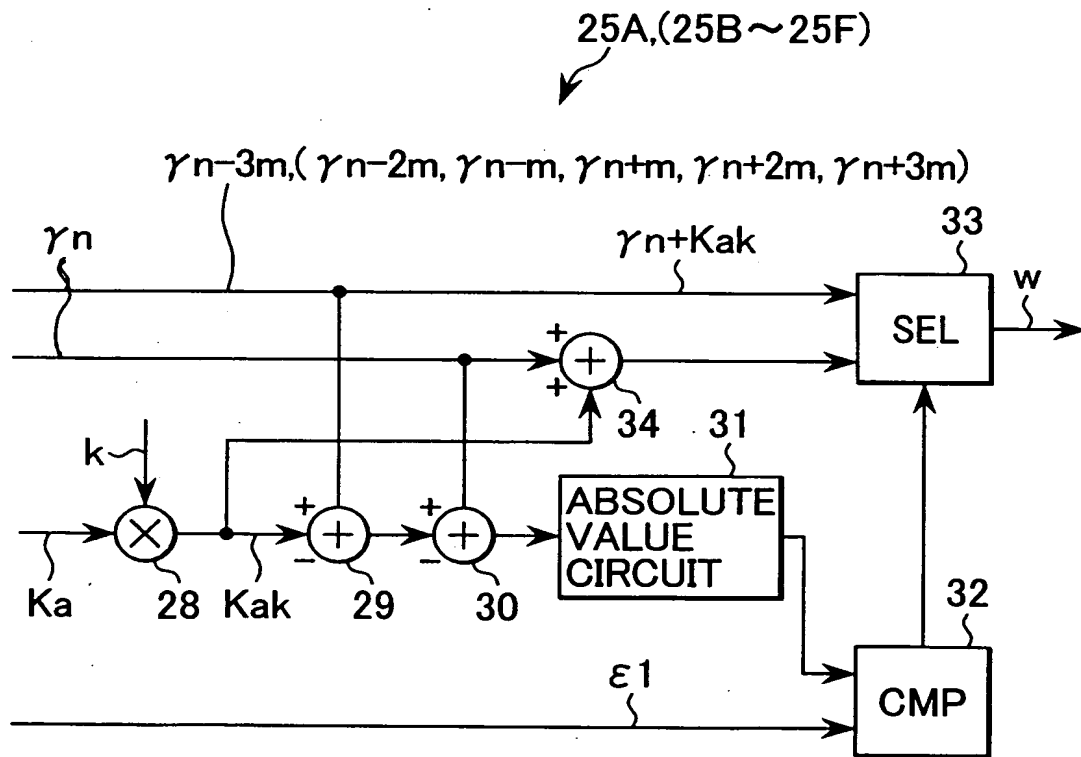 25A,(25B～25F)
γn-3m,(γn-2m, γn-m, γn+m, γn+2m, γn+3m)
γn
γn+Kak
33
w
SEL
+
+
+
34
31
k
ABSOLUTE
VALUE
CIRCUIT
+
+
+
+
×
-
-
Ka
28
Kak
29
30
32
ε1
CMP